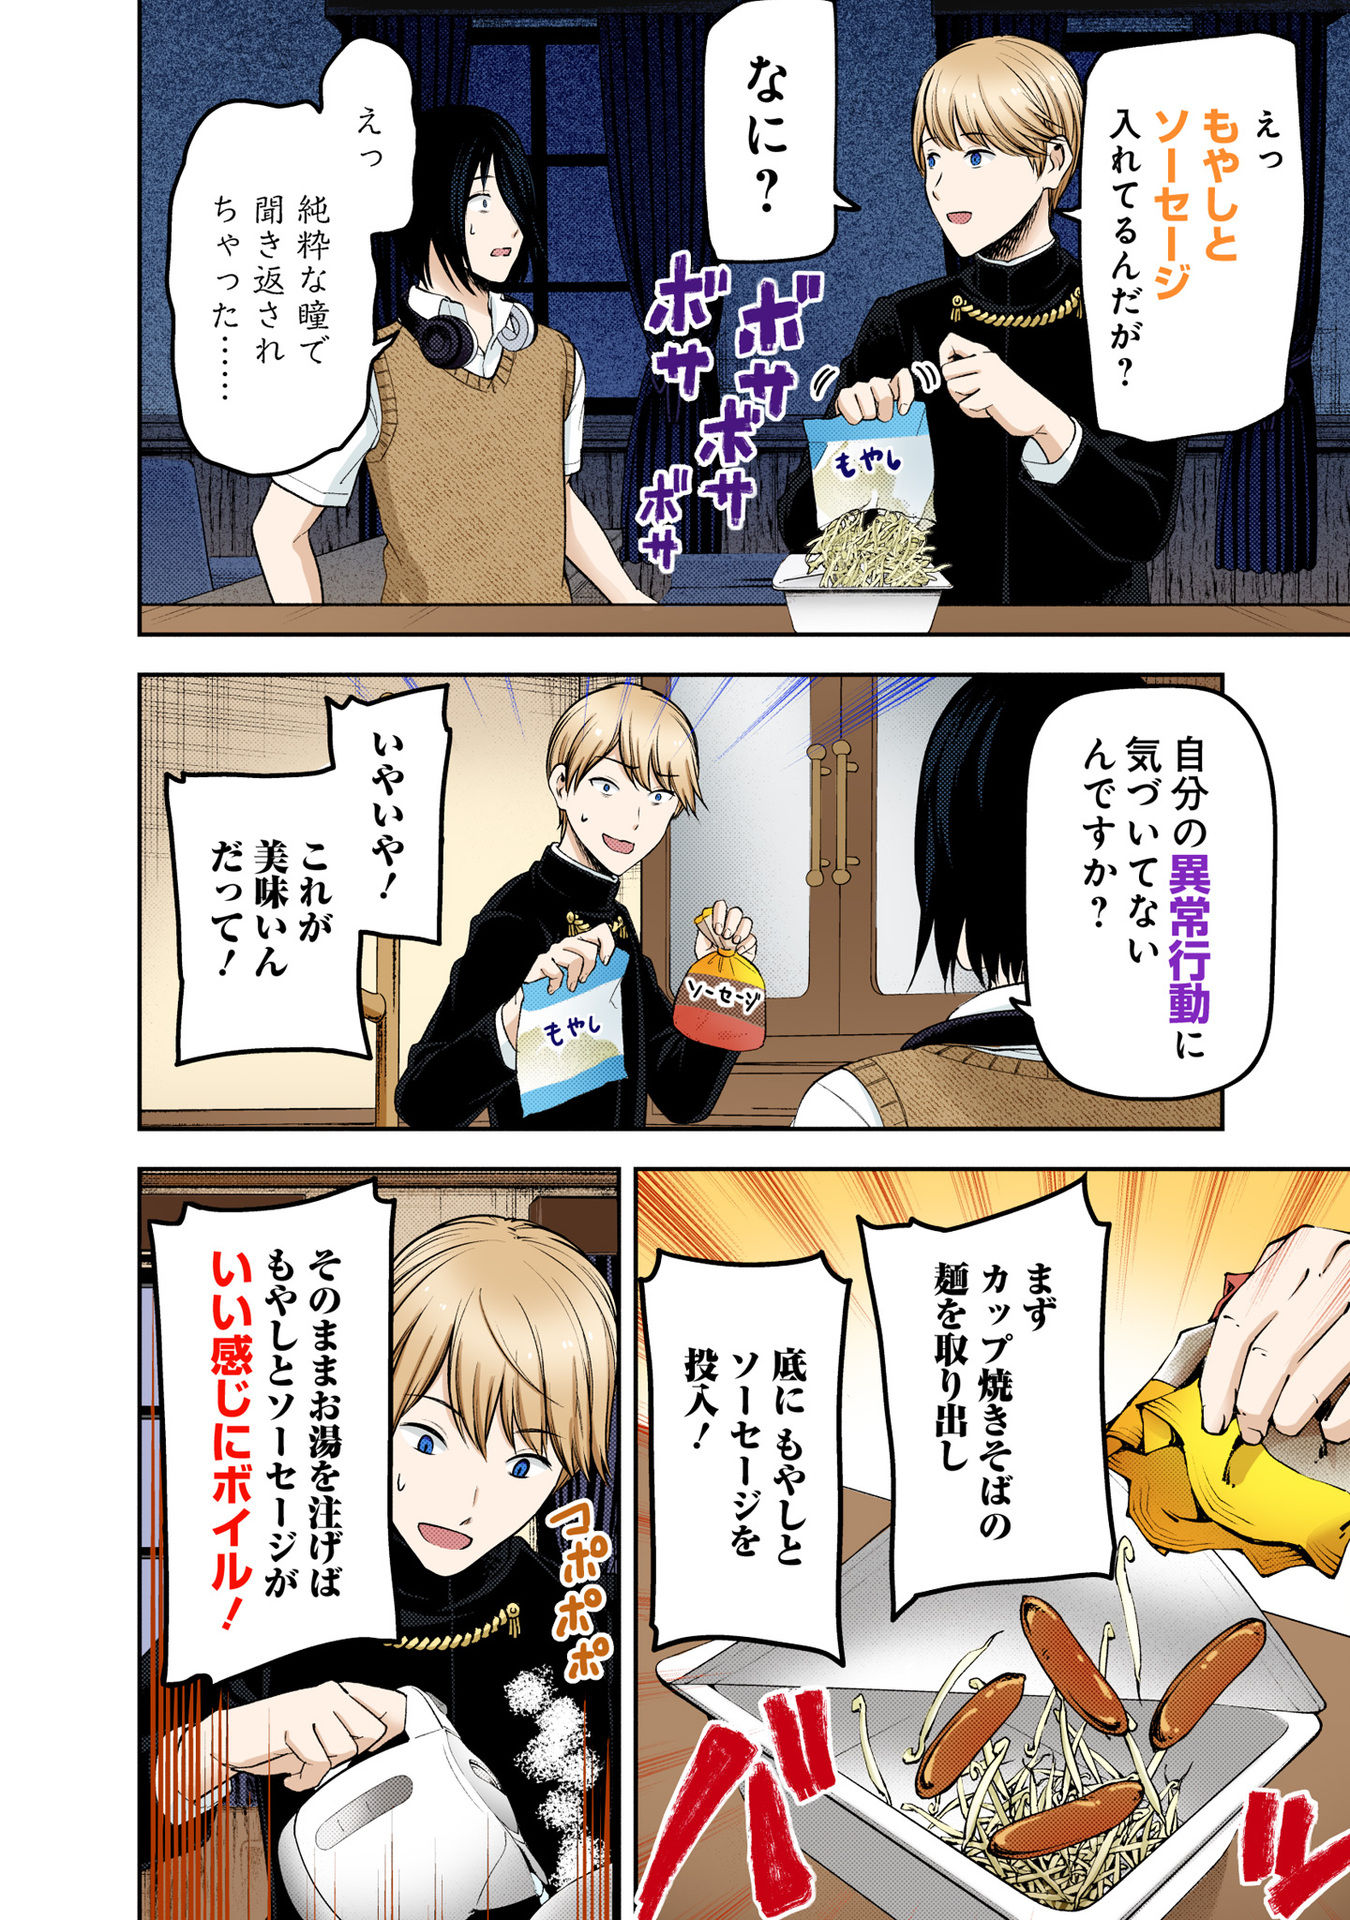 えっ
もやしと
ソーセージ
入れてるんだが？
なに？
えっ
純粋な瞳で
聞き返され
ちゃった……
もやし
ボサボサ
ボサボサ
ボサ
自分の異常行動に
気づいてない
んですか？
いやいや！
これが
美味いん
だって！
ソーセージ
もやし
まず
カップ焼きそばの
麺を取り出し
底に もやしと
ソーセージを
投入！
バッ
そのままお湯を注げば
もやしとソーセージが
いい感じにボイル！
コポポポポ